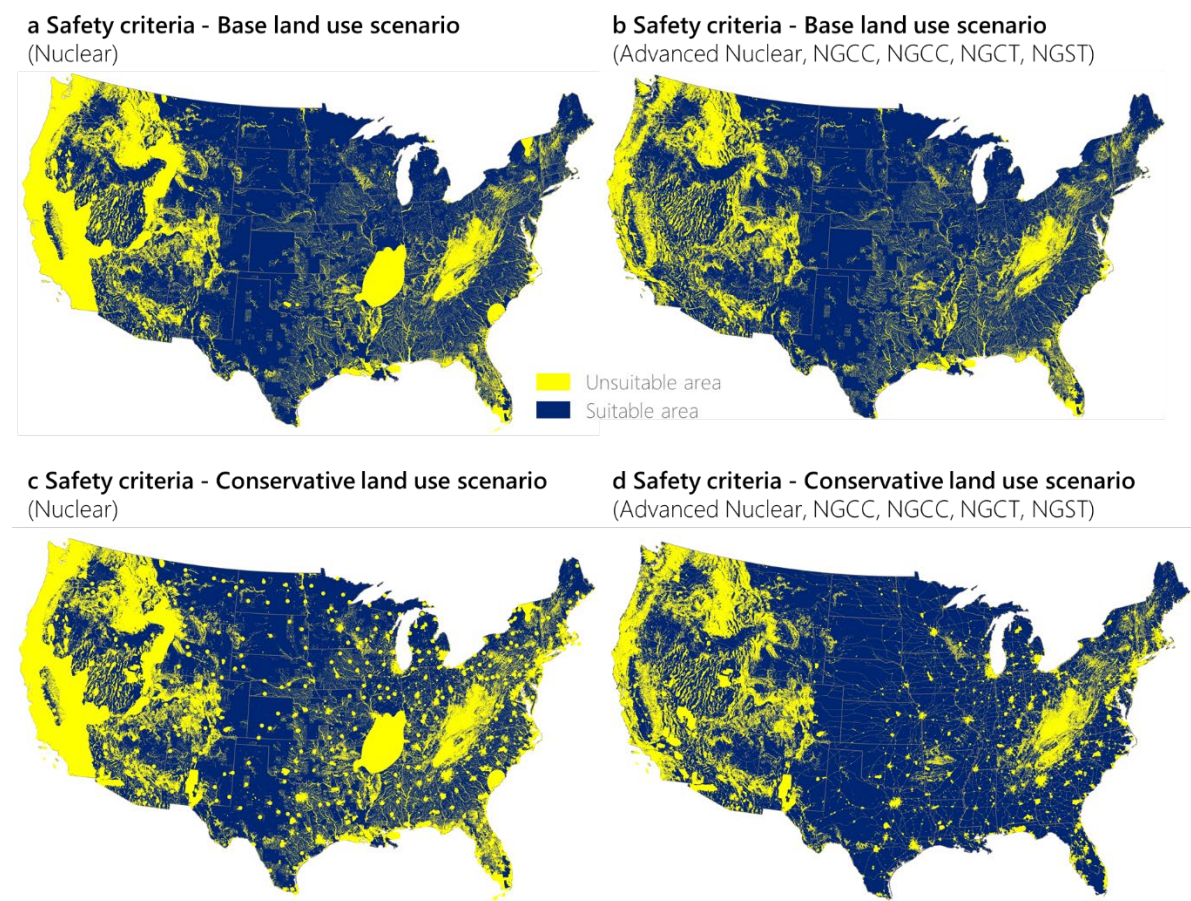 a Safety criteria - Base land use scenario
(Nuclear)
b Safety criteria - Base land use scenario
(Advanced Nuclear, NGCC, NGCC, NGCT, NGST)
Unsuitable area
Suitable area
c Safety criteria - Conservative land use scenario
(Nuclear)
d Safety criteria - Conservative land use scenario
(Advanced Nuclear, NGCC, NGCC, NGCT, NGST)